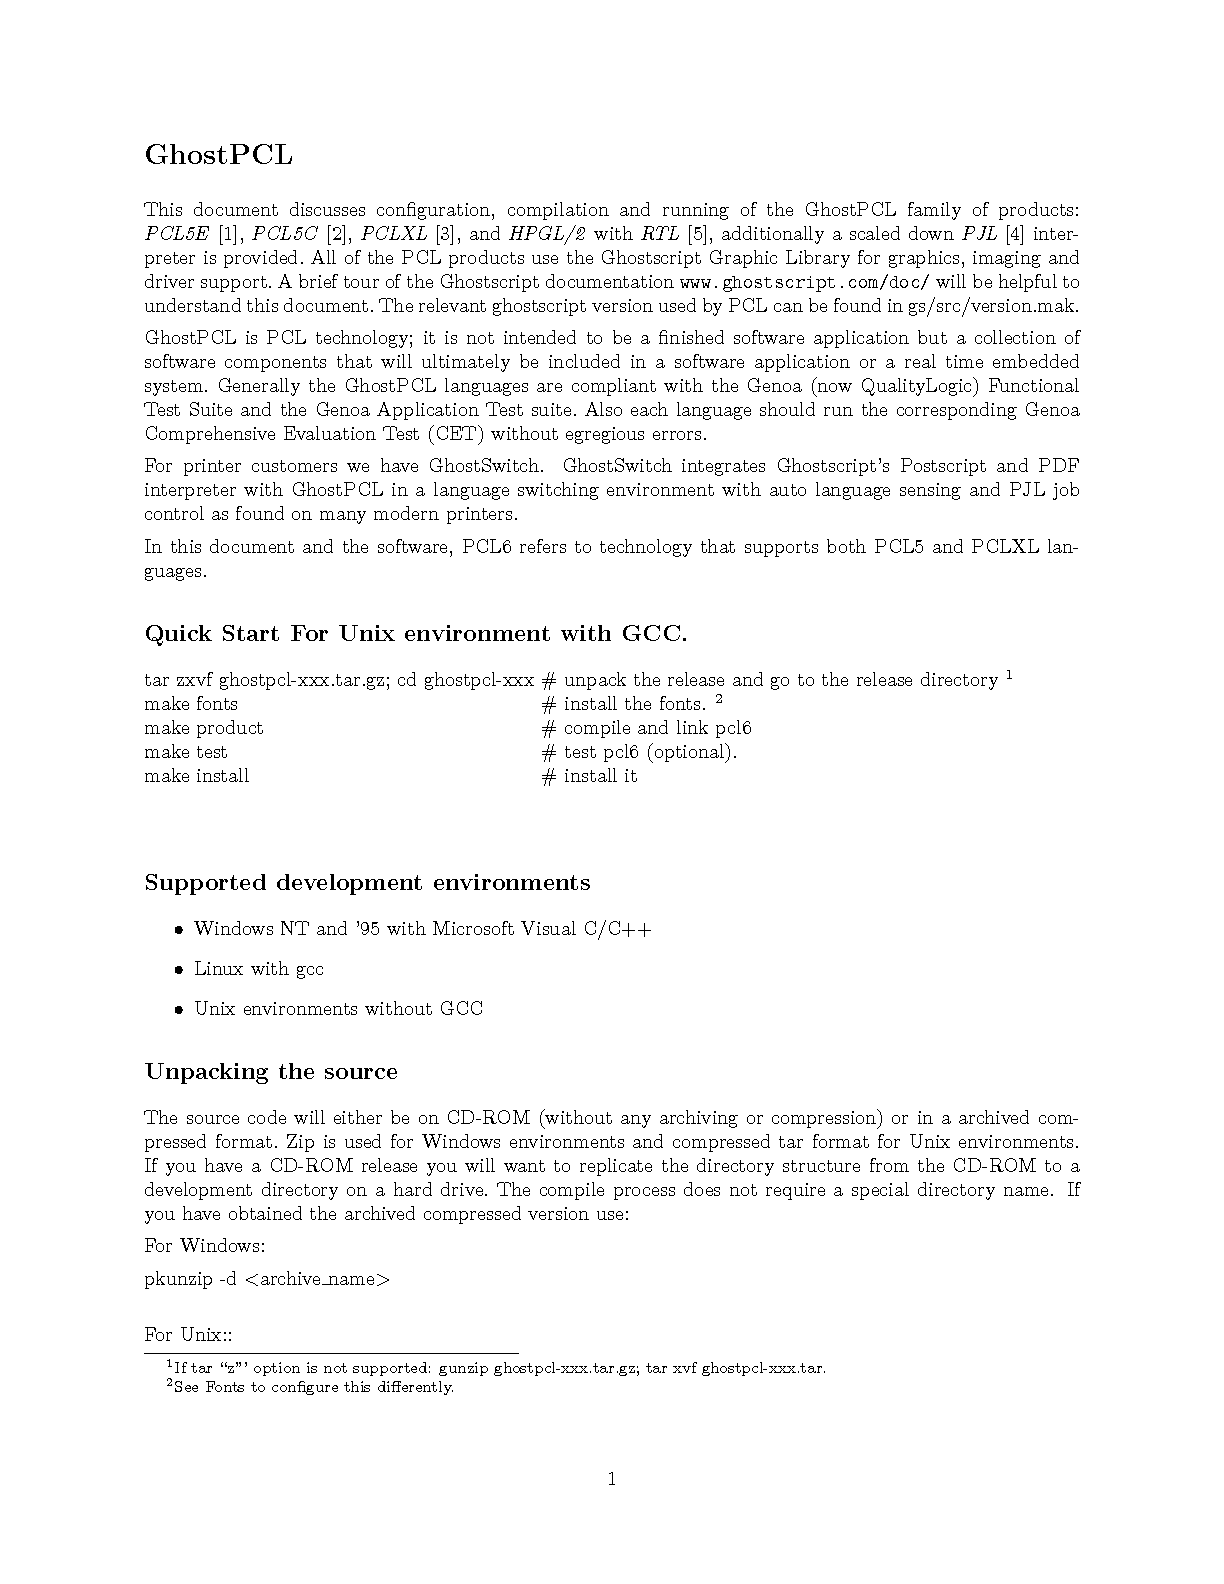 GhostPCL
This document discusses configuration, compilation and running of the GhostPCL family of products:
PCL5E [1], PCL5C [2], PCLXL [3], and HPGL/2 with RTL [5], additionally a scaled down PJL [4] inter-
preter is provided. All of the PCL products use the Ghostscript Graphic Library for graphics, imaging and
driver support. A brief tour of the Ghostscript documentation www.ghostscript.com/doc/ will be helpful to
understand this document. The relevant ghostscript version used by PCL can be found in gs/src/version.mak.
GhostPCL is PCL technology; it is not intended to be a finished software application but a collection of
software components that will ultimately be included in a software application or a real time embedded
system. Generally the GhostPCL languages are compliant with the Genoa (now QualityLogic) Functional
Test Suite and the Genoa Application Test suite. Also each language should run the corresponding Genoa
Comprehensive Evaluation Test (CET) without egregious errors.
For printer customers we have GhostSwitch. GhostSwitch integrates Ghostscript's Postscript and PDF
interpreter with GhostPCL in a language switching environment with auto language sensing and PJL job
control as found on many modern printers.
In this document and the software, PCL6 refers to technology that supports both PCL5 and PCLXL lan-
guages.
Quick Start For Unix environment with GCC.
tar zxvf ghostpcl-xxx.tar.gz; cd ghostpcl-xxx # unpack the release and go to the release directory 1
make fonts # install the fonts. 2
make product # compile and link pcl6
make test # test pcl6 (optional).
make install # install it
Supported development environments
• Windows NT and '95 with Microsoft Visual C/C++
• Linux with gcc
• Unix environments without GCC
Unpacking the source
The source code will either be on CD-ROM (without any archiving or compression) or in a archived com-
pressed format. Zip is used for Windows environments and compressed tar format for Unix environments.
If you have a CD-ROM release you will want to replicate the directory structure from the CD-ROM to a
development directory on a hard drive. The compile process does not require a special directory name. If
you have obtained the archived compressed version use:
For Windows:
pkunzip -d <archive_name>
For Unix::
1If tar “z”' option is not supported: gunzip ghostpcl-xxx.tar.gz; tar xvf ghostpcl-xxx.tar.
2See Fonts to configure this differently.
1